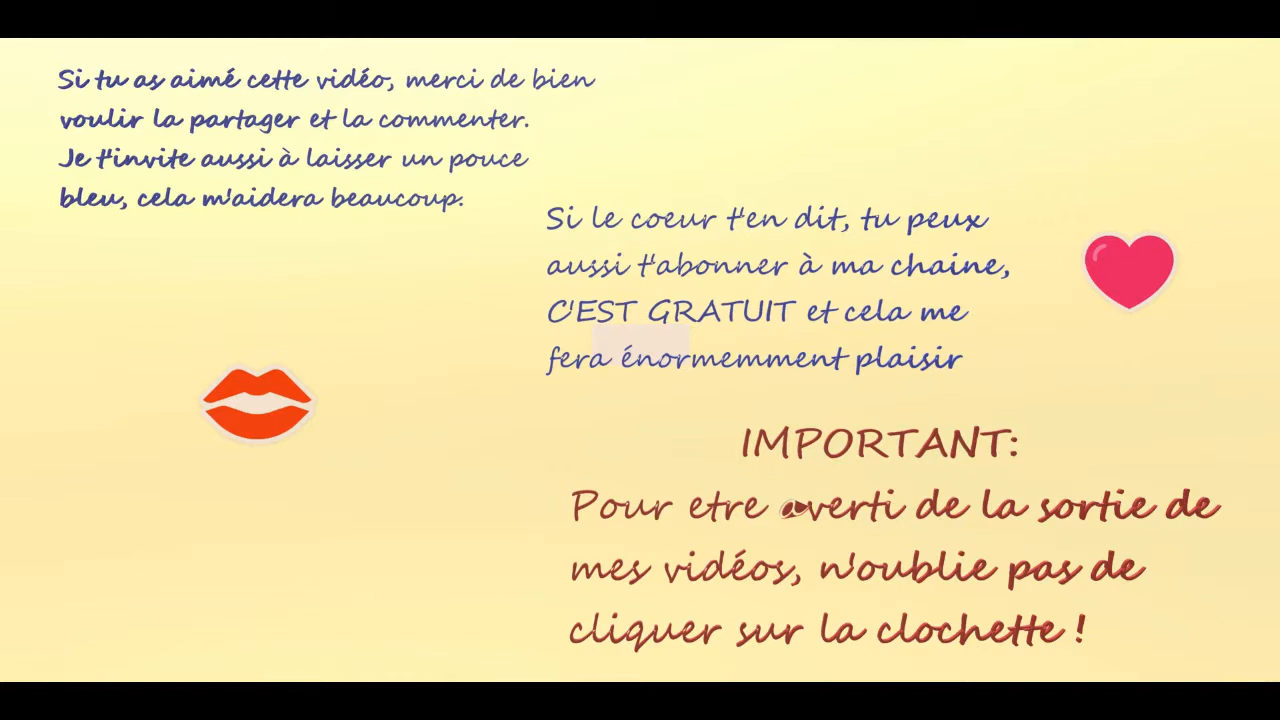 Si tu as aimé cette vidéo, merci de bien
voulir la partager et la commenter.
Je t'invite aussi à laisser un pouce
bleu, cela m'aidera beaucoup.
Si le coeur t'en dit, tu peux
aussi t'abonner à ma chaine,
C'EST GRATUIT et cela me
fera énormemment plaisir
IMPORTANT:
Pour etre averti de la sortie de
mes vidéos, n'oublie pas de
cliquer sur la clochette !